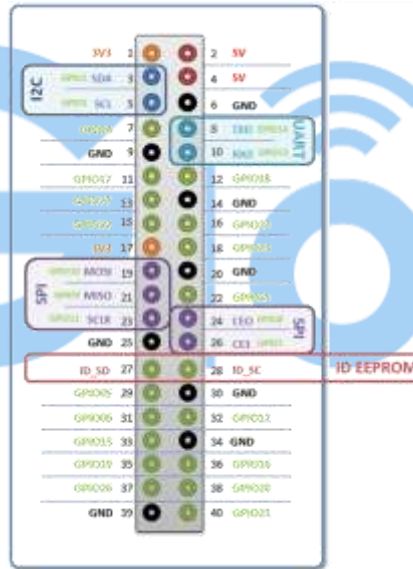 3V3 1 2 5V
I2C
SDA 3 4 5V
SCL 5 6 GND
7 8 UART
GND 9 10
GPIO17 11 12 GPIO18
13 14 GND
15 16
3V3 17 18
SPI
MOSI 19 20 GND
MISO 21 22
SCLK 23 24 CE0 SPI
GND 25 26 CE1
ID_SD 27 28 ID_SC ID EEPROM
GPIO05 29 30 GND
GPIO06 31 32 GPIO12
GPIO13 33 34 GND
GPIO19 35 36 GPIO16
GPIO26 37 38 GPIO20
GND 39 40 GPIO21